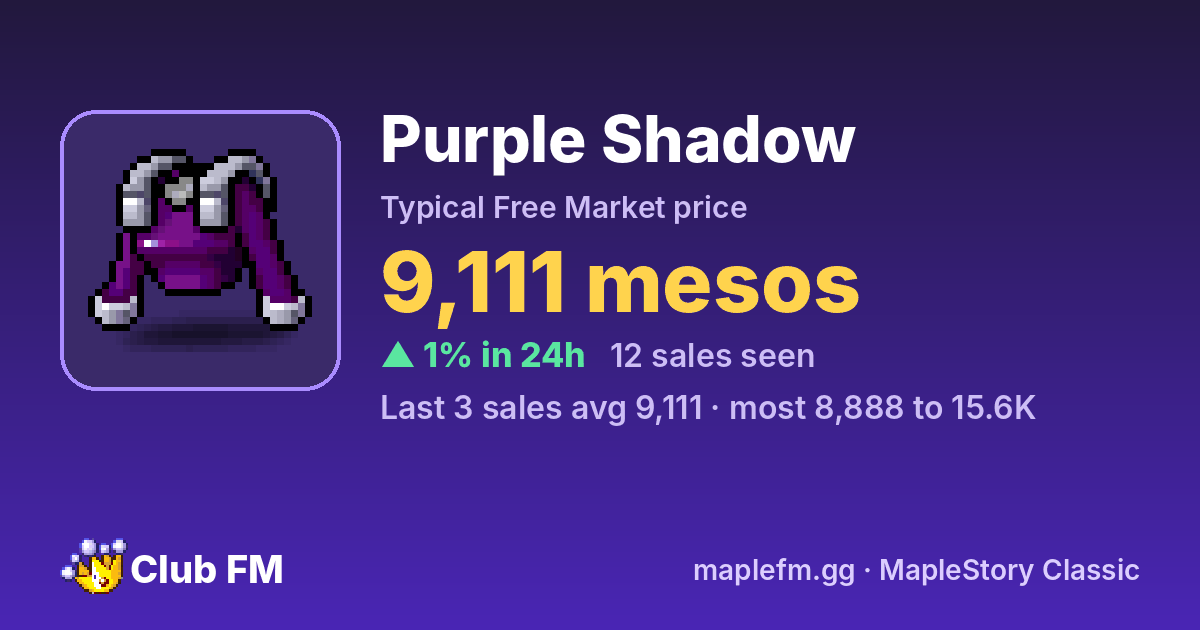 Purple Shadow
Typical Free Market price
9,111 mesos
▲ 1% in 24h 12 sales seen
Last 3 sales avg 9,111 · most 8,888 to 15.6K
Club FM
maplefm.gg · MapleStory Classic